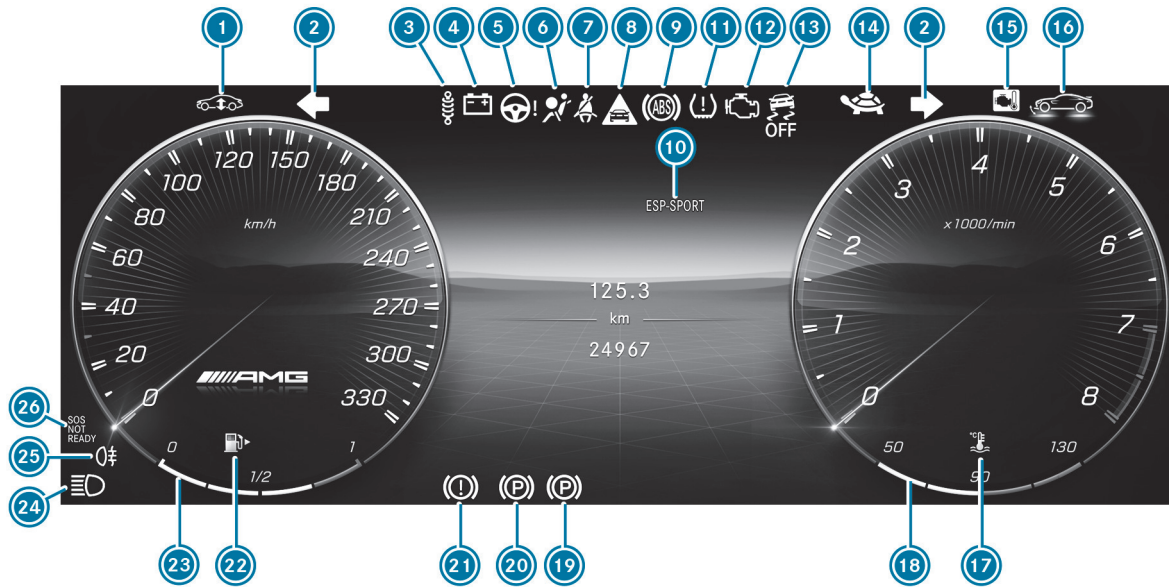 1 2 3 4 5 6 7 8 9 11 12 13 14 2 15 16
! ABS ! OFF
10
ESP-SPORT
0 20 40 60 80 100 120 150 180 210 240 270 300 330
km/h
AMG
125.3
km
24967
0 1 2 3 4 5 6 7 8
x1000/min
26 SOS
NOT
READY
25
24
0 1/2 1
50 90 130
°C
! P P
23 22 21 20 19 18 17